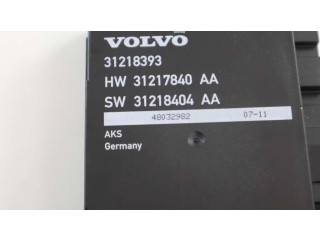 VOLVO
31218393
HW 31217840 AA
SW 31218404 AA
48032982 07-11
AKS
Germany